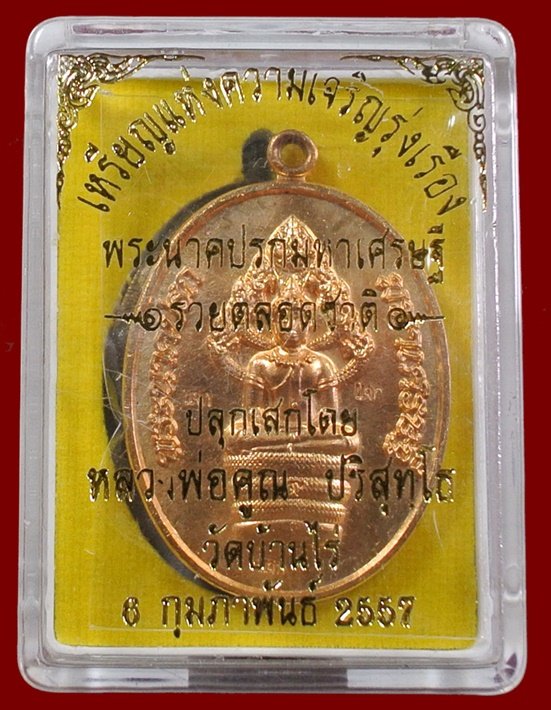 เหรียญแห่งความเจริญรุ่งเรือง
พระนาคปรกมหาเศรษฐี
๑ รวยตลอดชาติ ๑
ปลุกเสกโดย
หลวงพ่อคูณ ปริสุทฺโธ
วัดบ้านไร่
6 กุมภาพันธ์ 2557